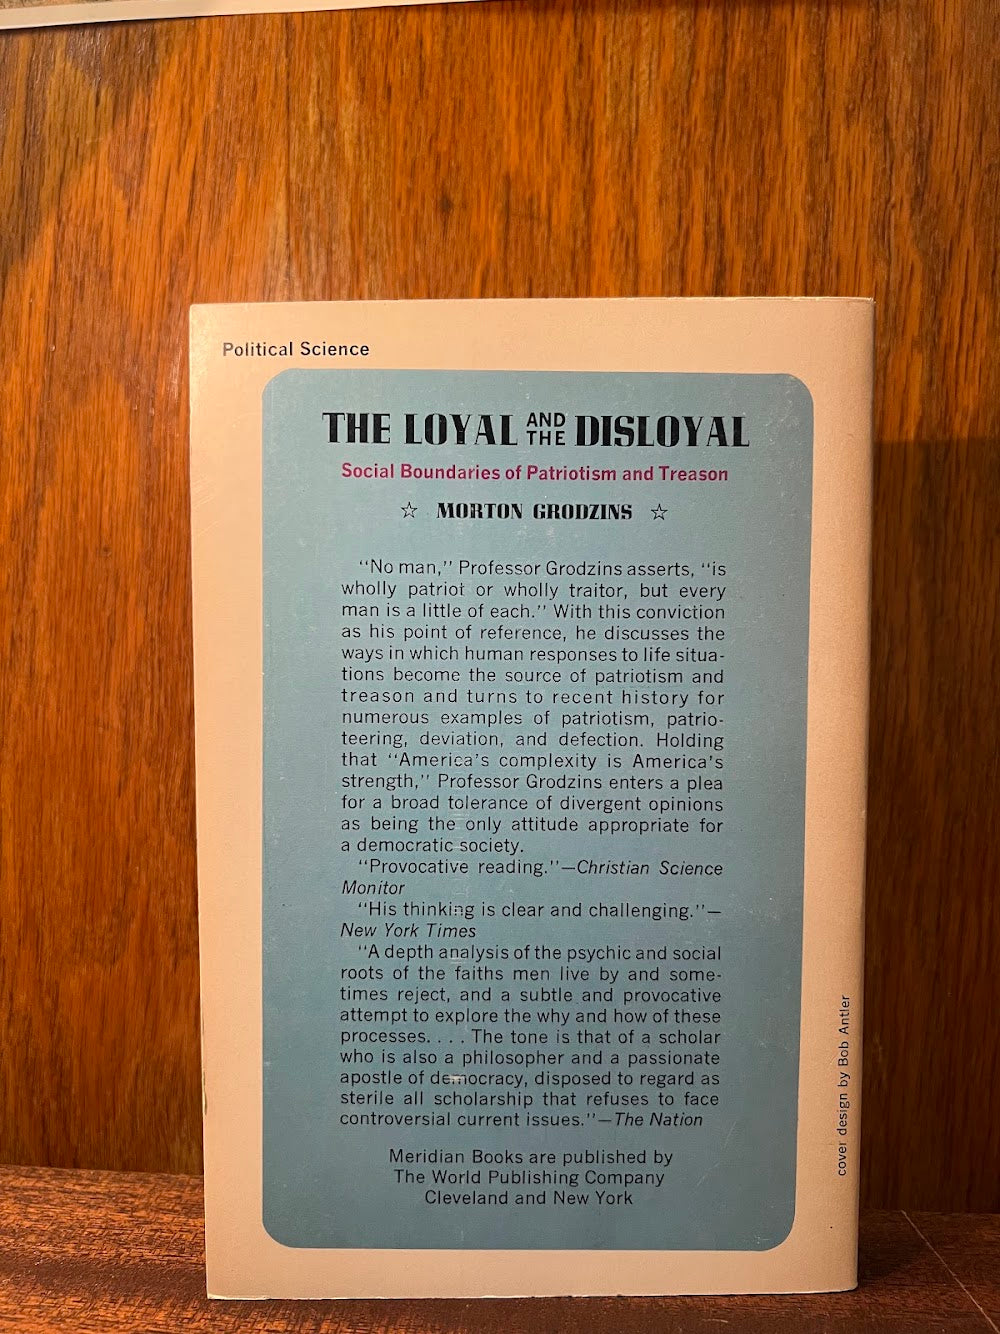 Political Science
THE LOYAL AND THE DISLOYAL
Social Boundaries of Patriotism and Treason
☆ MORTON GRODZINS ☆
"No man," Professor Grodzins asserts, "is
wholly patriot or wholly traitor, but every
man is a little of each." With this conviction
as his point of reference, he discusses the
ways in which human responses to life situa-
tions become the source of patriotism and
treason and turns to recent history for
numerous examples of patriotism, patrio-
teering, deviation, and defection. Holding
that "America's complexity is America's
strength," Professor Grodzins enters a plea
for a broad tolerance of divergent opinions
as being the only attitude appropriate for
a democratic society.
"Provocative reading."—Christian Science
Monitor
"His thinking is clear and challenging."—
New York Times
"A depth analysis of the psychic and social
roots of the faiths men live by and some-
times reject, and a subtle and provocative
attempt to explore the why and how of these
processes. . . . The tone is that of a scholar
who is also a philosopher and a passionate
apostle of democracy, disposed to regard as
sterile all scholarship that refuses to face
controversial current issues."—The Nation
Meridian Books are published by
The World Publishing Company
Cleveland and New York
cover design by Bob Antler